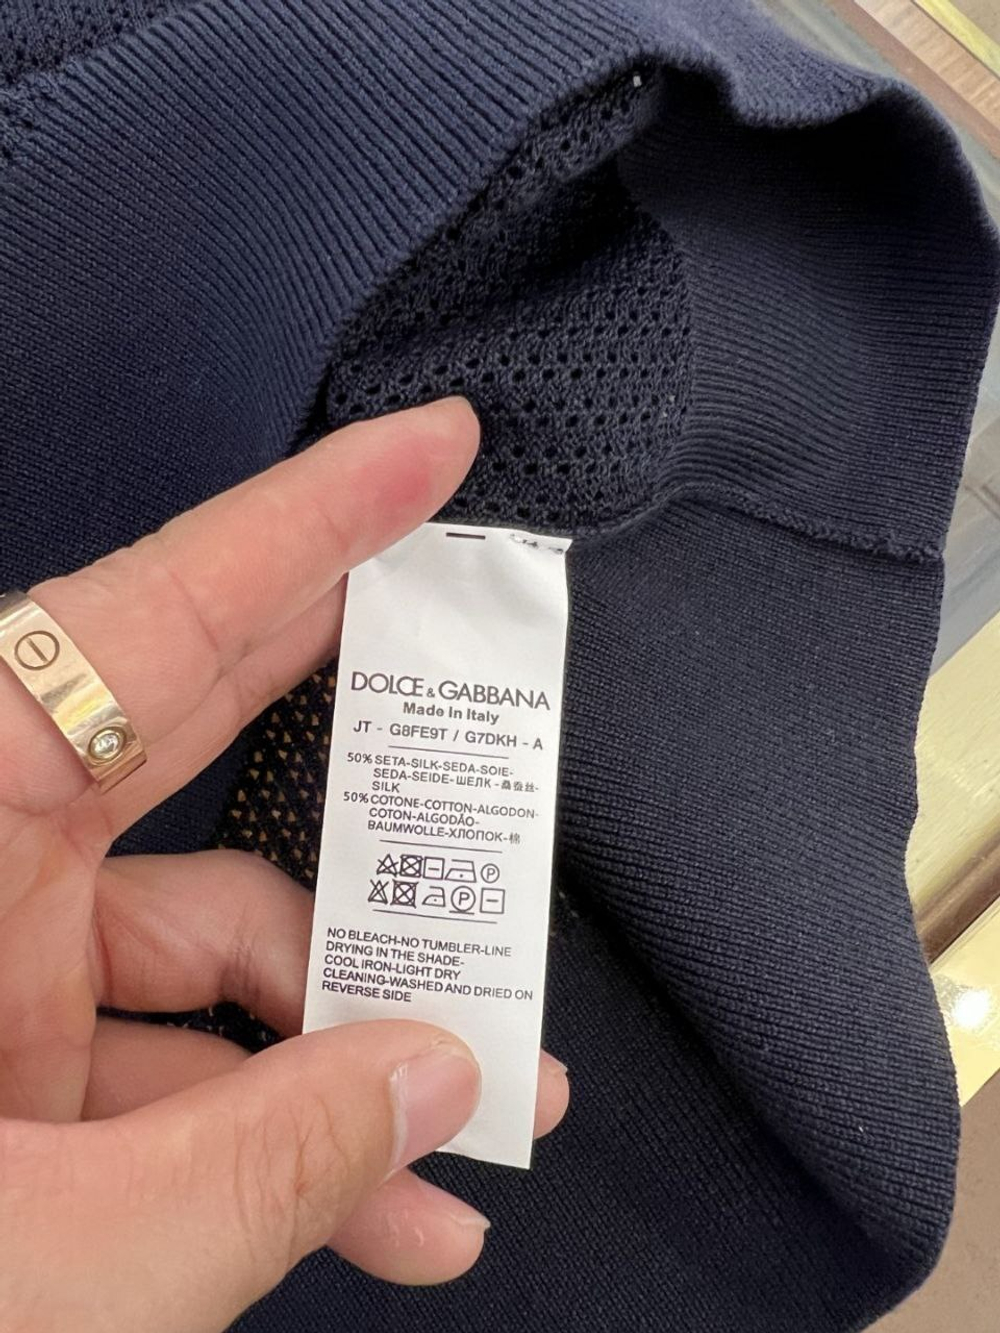 DOLCE & GABBANA
Made In Italy
JT - G8FE9T / G7DKH - A
50% SETA-SILK-SEDA-SOIE-
SEDA-SEIDE-ШЕЛК-桑蚕丝-
SILK
50% COTONE-COTTON-ALGODON-
COTON-ALGODÃO-
BAUMWOLLE-ХЛОПОК-棉
P
P
NO BLEACH-NO TUMBLER-LINE
DRYING IN THE SHADE-
COOL IRON-LIGHT DRY
CLEANING-WASHED AND DRIED ON
REVERSE SIDE